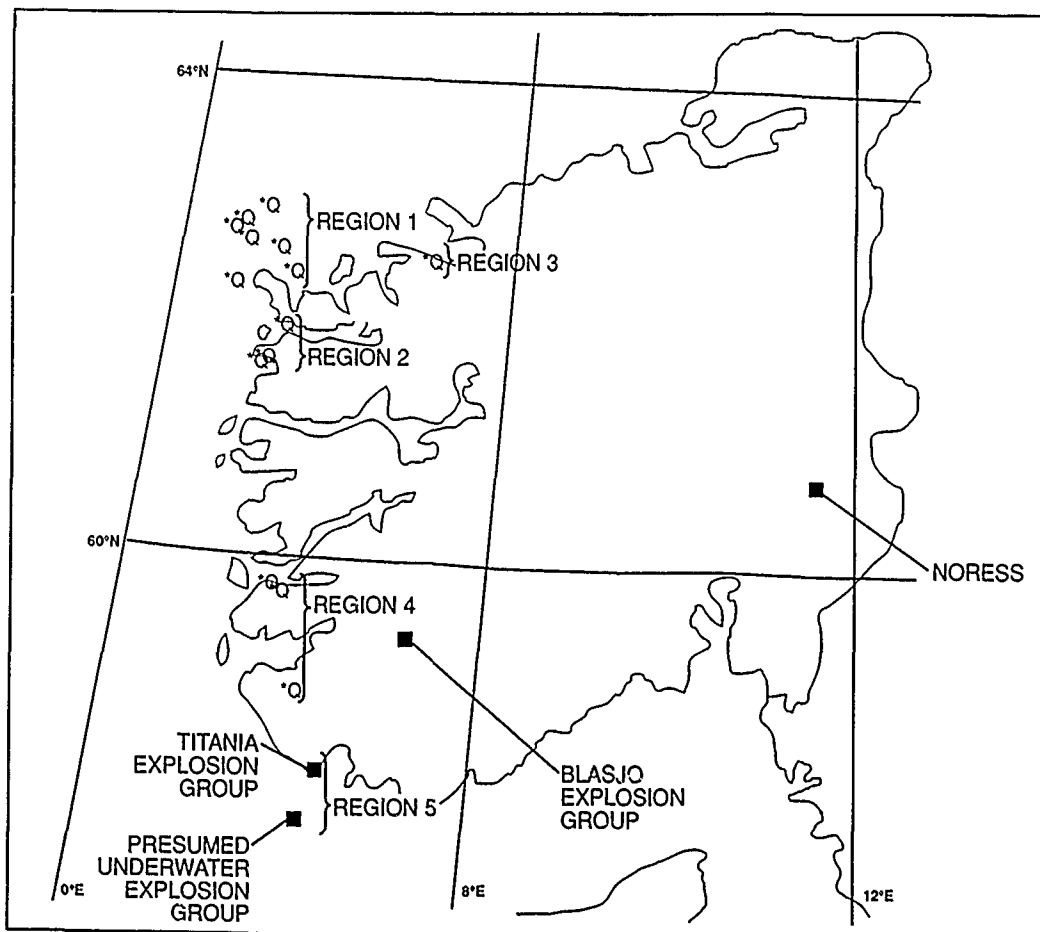 64°N
*Q
*Q
*Q
*Q
*Q
*Q
*Q
REGION 1
*Q
REGION 3
*Q
REGION 2
60°N
NORESS
*Q
Q
REGION 4
*Q
TITANIA
EXPLOSION
GROUP
REGION 5
BLASJO
EXPLOSION
GROUP
PRESUMED
UNDERWATER
EXPLOSION
GROUP
0°E
8°E
12°E